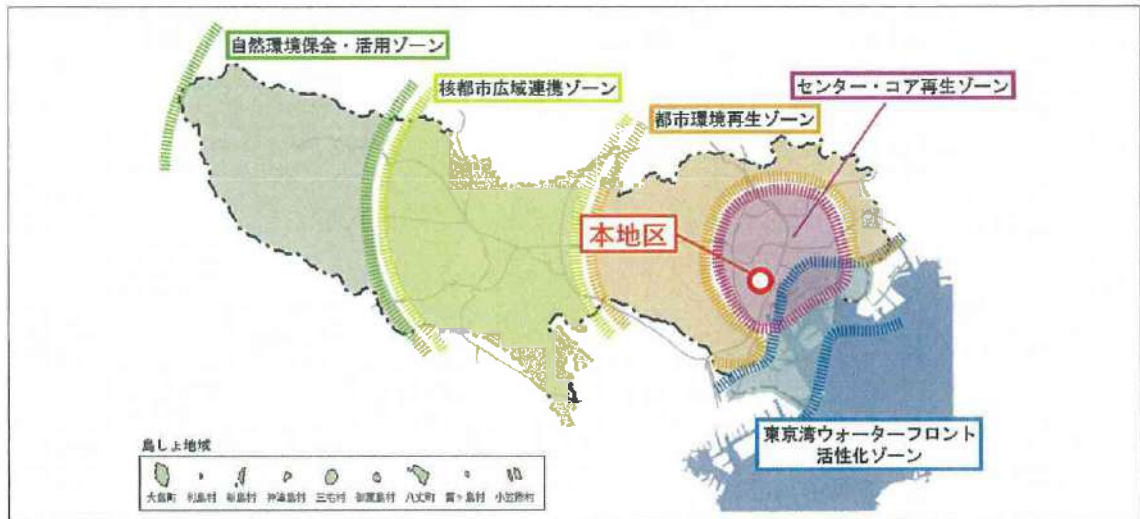 自然環境保全・活用ゾーン
核都市広域連携ゾーン
センター・コア再生ゾーン
都市環境再生ゾーン
本地区
東京湾ウォーターフロント
活性化ゾーン
島しょ地域
大島町 利島村 新島村 神津島村 三宅村 御蔵島村 八丈町 青ヶ島村 小笠原村